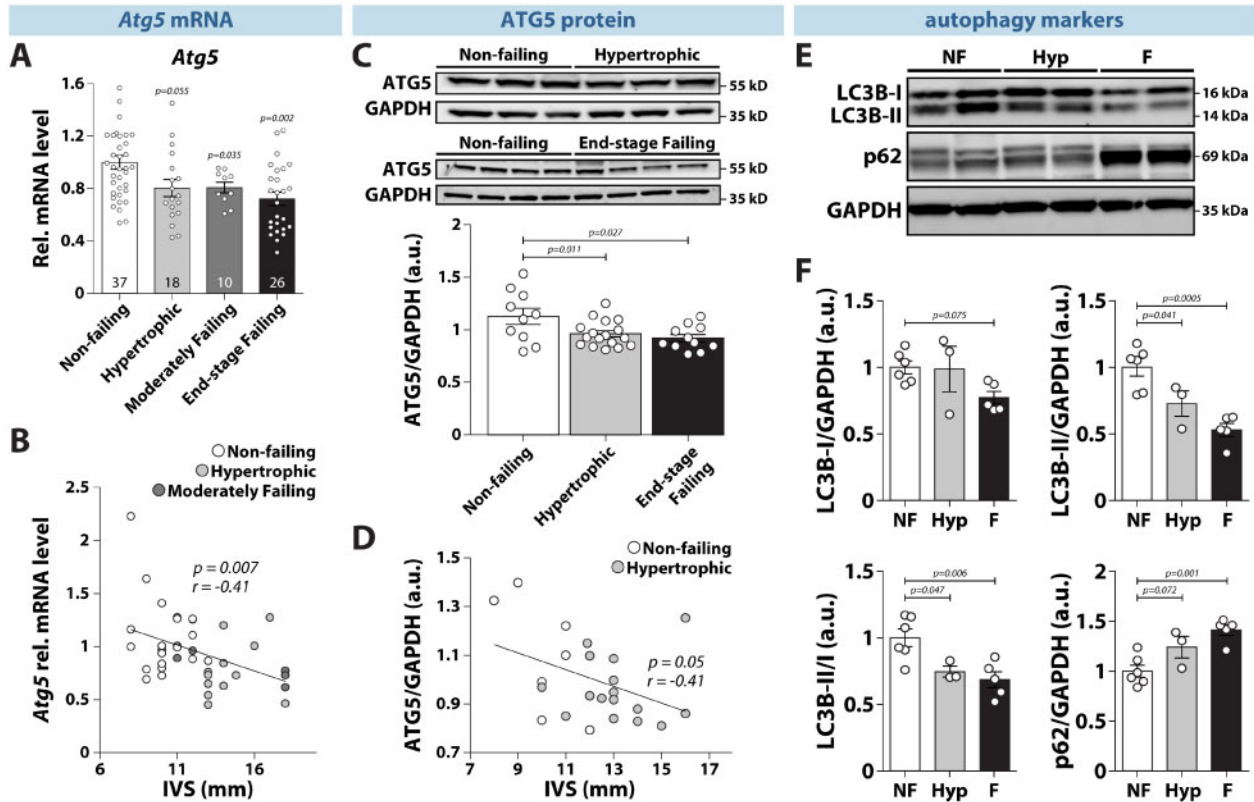 Atg5 mRNA
ATG5 protein
autophagy markers
A
Atg5
Rel. mRNA level
1.6
1.2
0.8
0.4
0
p=0.055
p=0.035
p=0.002
37
18
10
26
Non-failing
Hypertrophic
Moderately Failing
End-stage Failing
B
Non-failing
Hypertrophic
Moderately Failing
Atg5 rel. mRNA level
2.5
2
1.5
1
0.5
0
p = 0.007
r = -0.41
6
11
16
IVS (mm)
C
Non-failing
Hypertrophic
ATG5
55 kD
GAPDH
35 kD
Non-failing
End-stage Failing
ATG5
55 kD
GAPDH
35 kD
ATG5/GAPDH (a.u.)
2
1.5
1
0.5
0
p=0.027
p=0.011
Non-failing
Hypertrophic
End-stage
Failing
D
Non-failing
Hypertrophic
ATG5/GAPDH (a.u.)
1.5
1.3
1.1
0.9
0.7
p = 0.05
r = -0.41
7
9
11
13
15
17
IVS (mm)
E
NF
Hyp
F
LC3B-I
16 kDa
LC3B-II
14 kDa
p62
69 kDa
GAPDH
35 kDa
F
LC3B-I/GAPDH (a.u.)
1.5
1
0.5
0
p=0.075
NF
Hyp
F
LC3B-II/GAPDH (a.u.)
1.5
1
0.5
0
p=0.0005
p=0.041
NF
Hyp
F
LC3B-II/I (a.u.)
1.5
1
0.5
0
p=0.006
p=0.047
NF
Hyp
F
p62/GAPDH (a.u.)
2
1.5
1
0.5
0
p=0.001
p=0.072
NF
Hyp
F